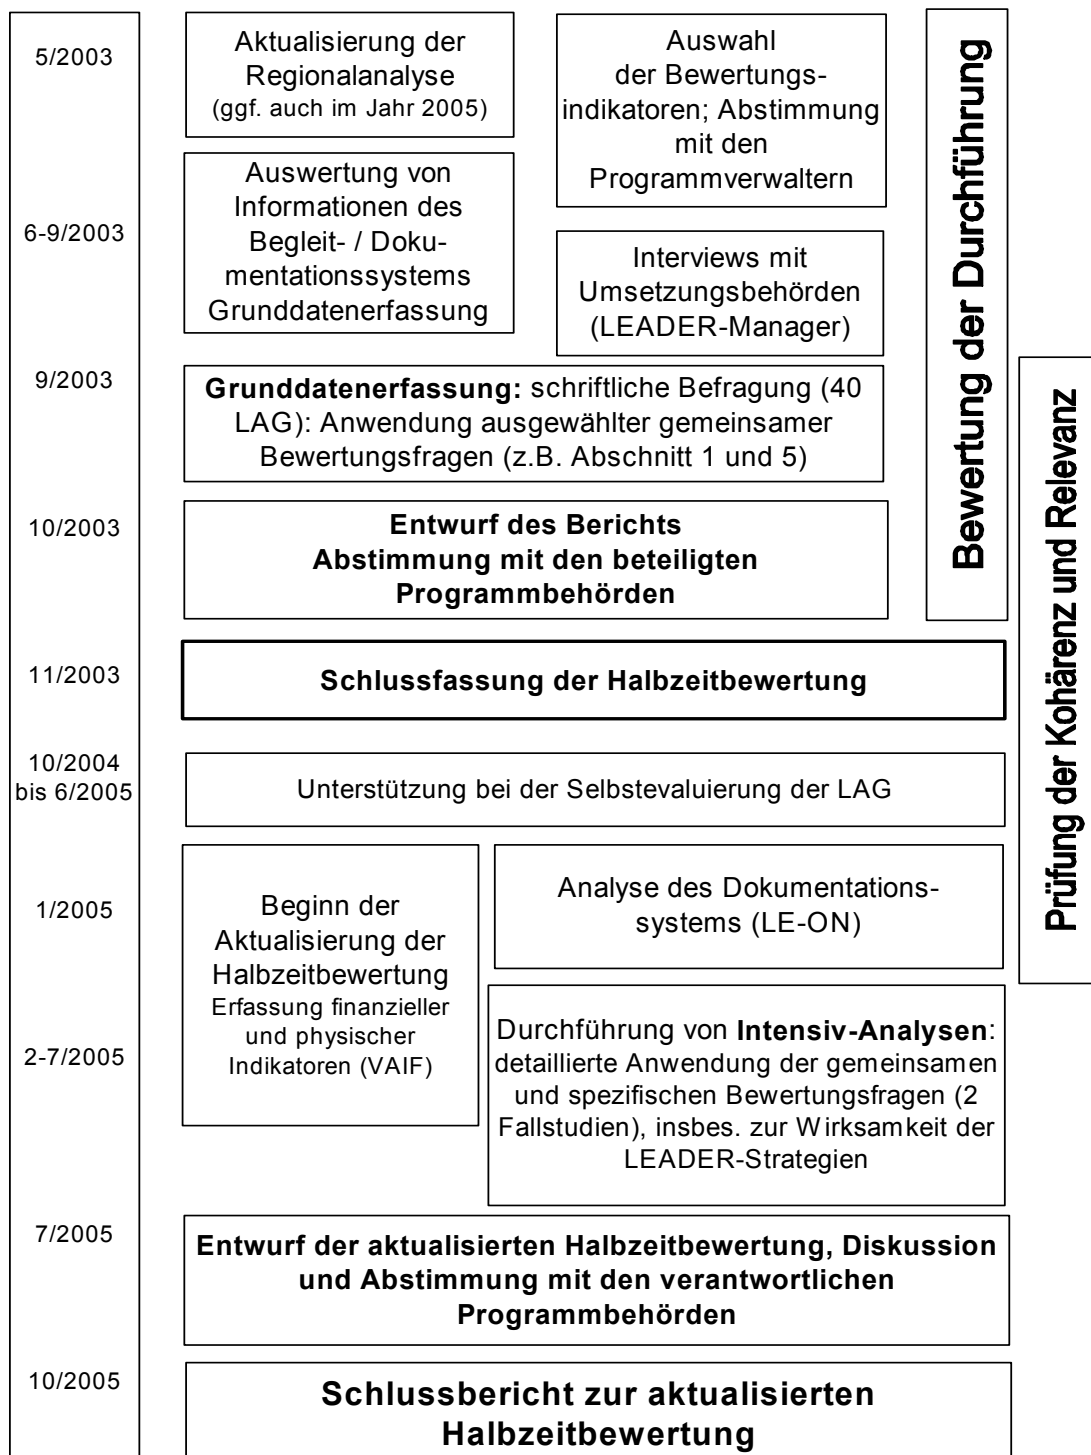 5/2003
Aktualisierung der
Regionalanalyse
(ggf. auch im Jahr 2005)
Auswahl
der Bewertungs-
indikatoren; Abstimmung
mit den
Programmverwaltern
6-9/2003
Auswertung von
Informationen des
Begleit- / Doku-
mentationssystems
Grunddatenerfassung
Interviews mit
Umsetzungsbehörden
(LEADER-Manager)
9/2003
Grunddatenerfassung: schriftliche Befragung (40
LAG): Anwendung ausgewählter gemeinsamer
Bewertungsfragen (z.B. Abschnitt 1 und 5)
10/2003
Entwurf des Berichts
Abstimmung mit den beteiligten
Programmbehörden
Bewertung der Durchführung
11/2003
Schlussfassung der Halbzeitbewertung
10/2004
bis 6/2005
Unterstützung bei der Selbstevaluierung der LAG
1/2005
Beginn der
Aktualisierung der
Halbzeitbewertung
Erfassung finanzieller
und physischer
Indikatoren (VAIF)
Analyse des Dokumentations-
systems (LE-ON)
Prüfung der Kohärenz und Relevanz
2-7/2005
Durchführung von Intensiv-Analysen:
detaillierte Anwendung der gemeinsamen
und spezifischen Bewertungsfragen (2
Fallstudien), insbes. zur Wirksamkeit der
LEADER-Strategien
7/2005
Entwurf der aktualisierten Halbzeitbewertung, Diskussion
und Abstimmung mit den verantwortlichen
Programmbehörden
10/2005
Schlussbericht zur aktualisierten
Halbzeitbewertung